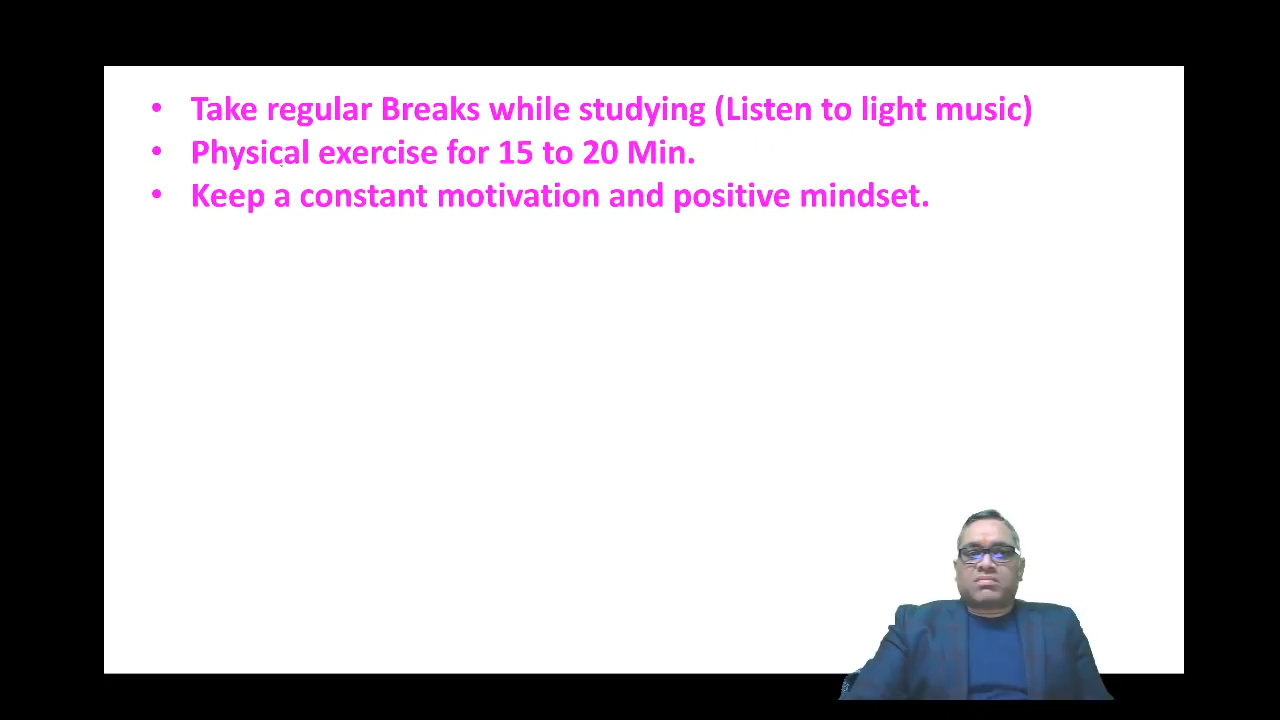 • Take regular Breaks while studying (Listen to light music)
• Physical exercise for 15 to 20 Min.
• Keep a constant motivation and positive mindset.